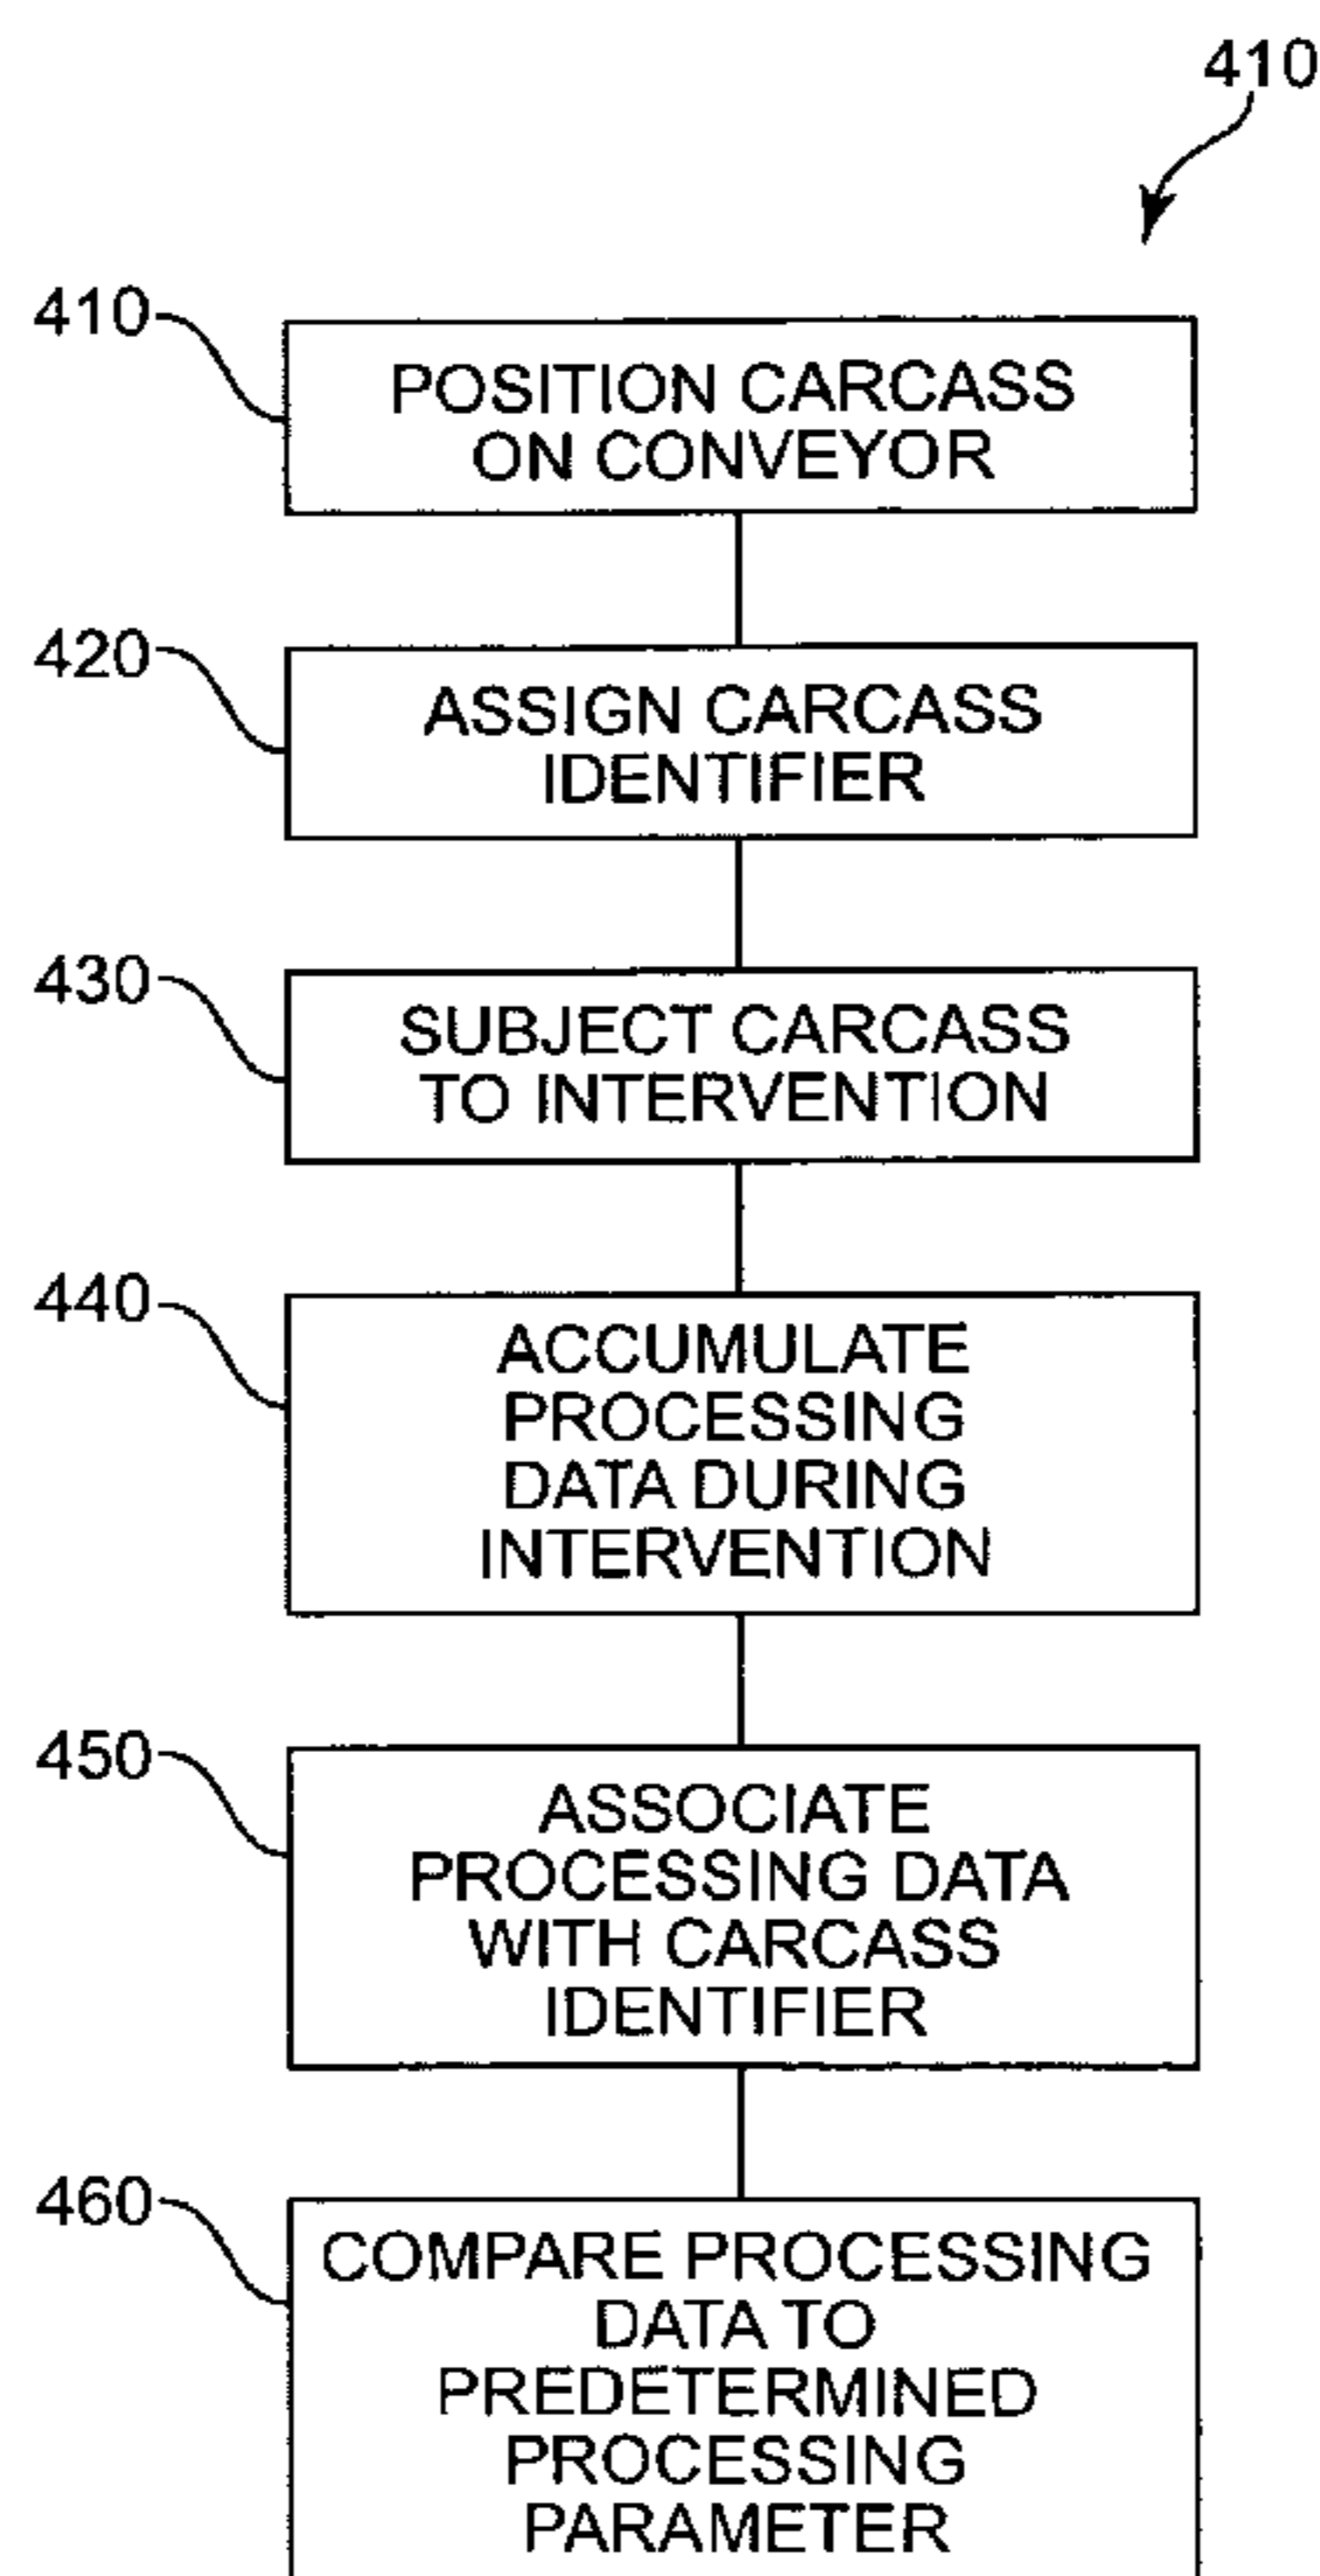 410
410
POSITION CARCASS
ON CONVEYOR
420
ASSIGN CARCASS
IDENTIFIER
430
SUBJECT CARCASS
TO INTERVENTION
440
ACCUMULATE
PROCESSING
DATA DURING
INTERVENTION
450
ASSOCIATE
PROCESSING DATA
WITH CARCASS
IDENTIFIER
460
COMPARE PROCESSING
DATA TO
PREDETERMINED
PROCESSING
PARAMETER